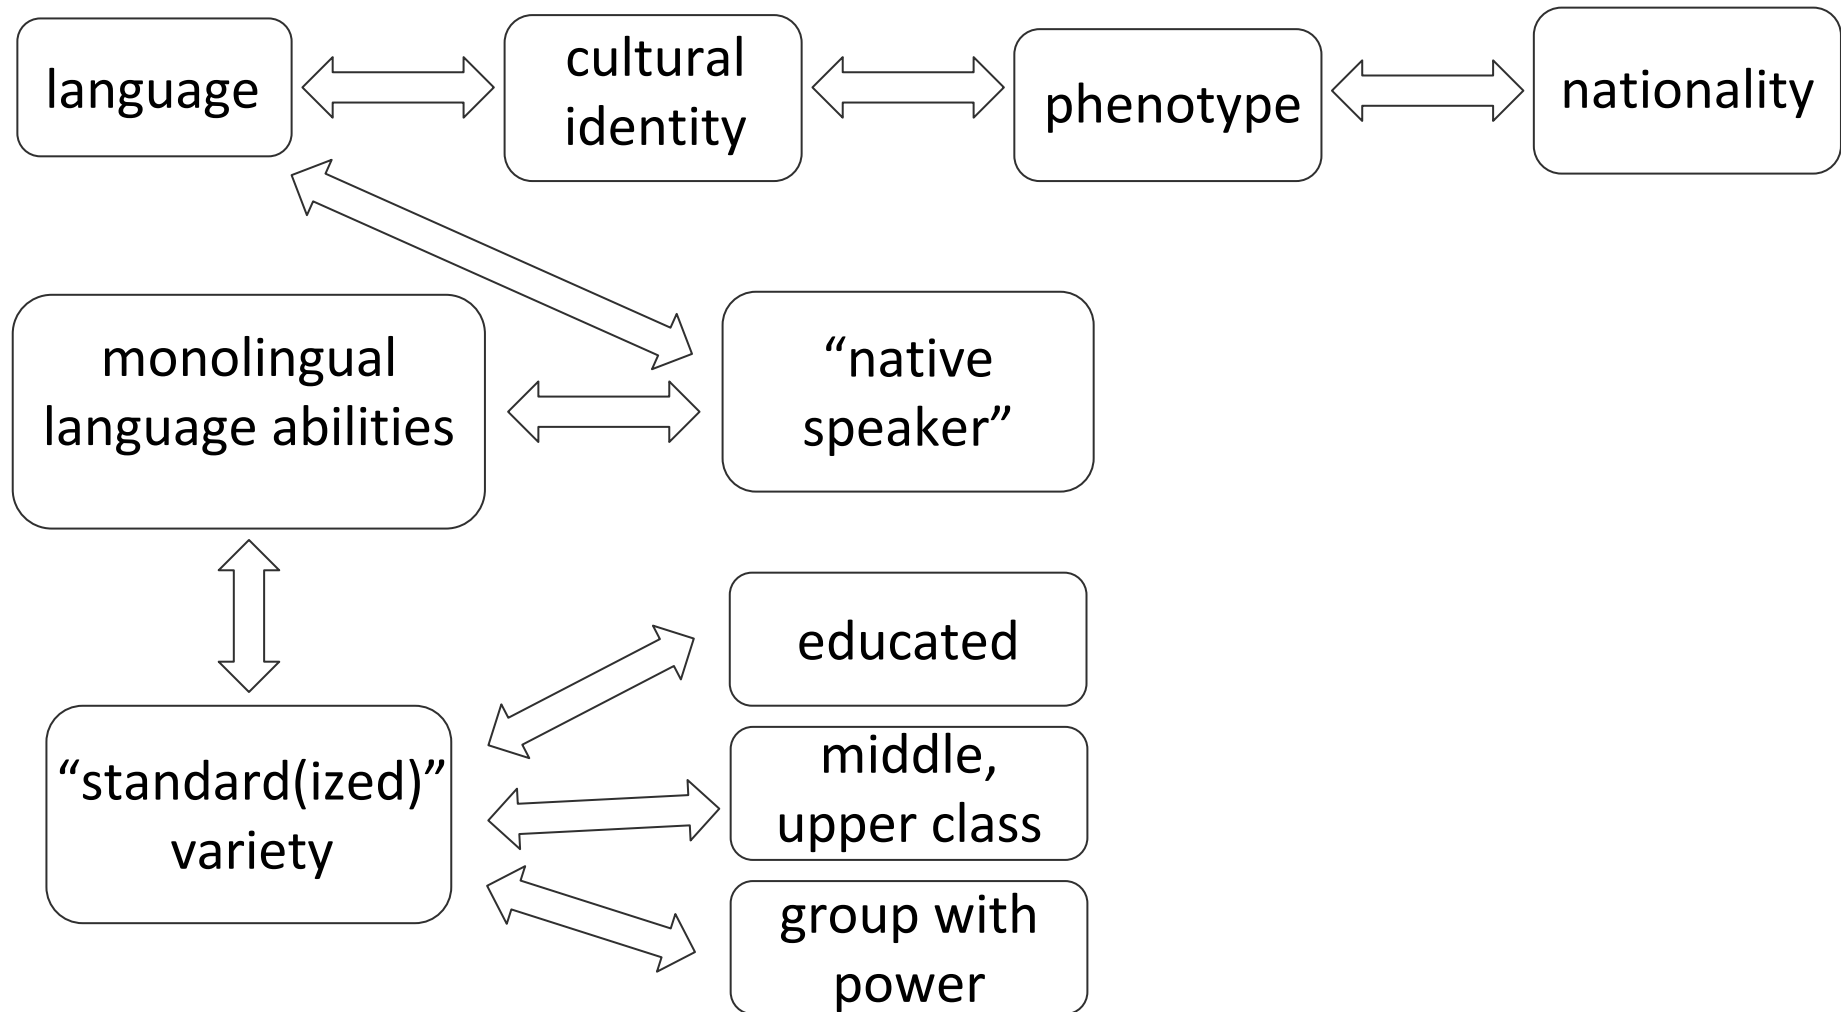 language
cultural
identity
phenotype
nationality
monolingual
language abilities
“native
speaker”
“standard(ized)”
variety
educated
middle,
upper class
group with
power